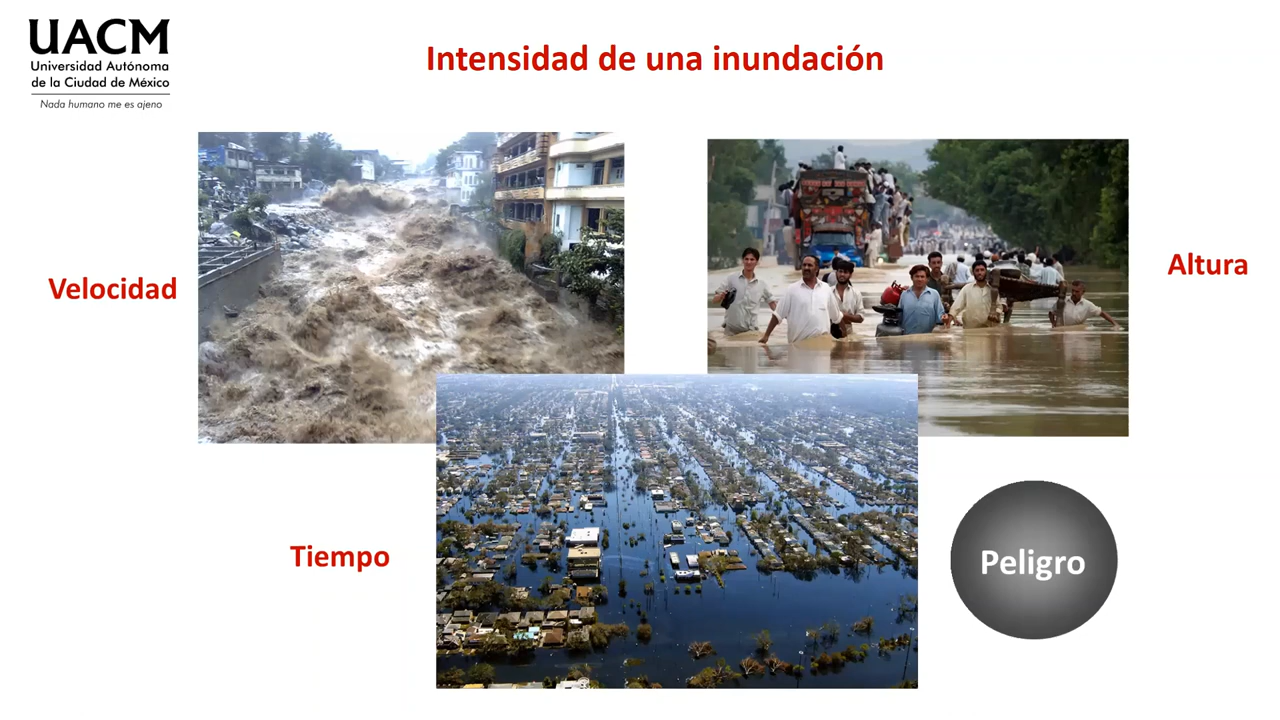 UACM
Universidad Autónoma
de la Ciudad de México
Nada humano me es ajeno
Intensidad de una inundación
Velocidad
Altura
Tiempo
Peligro